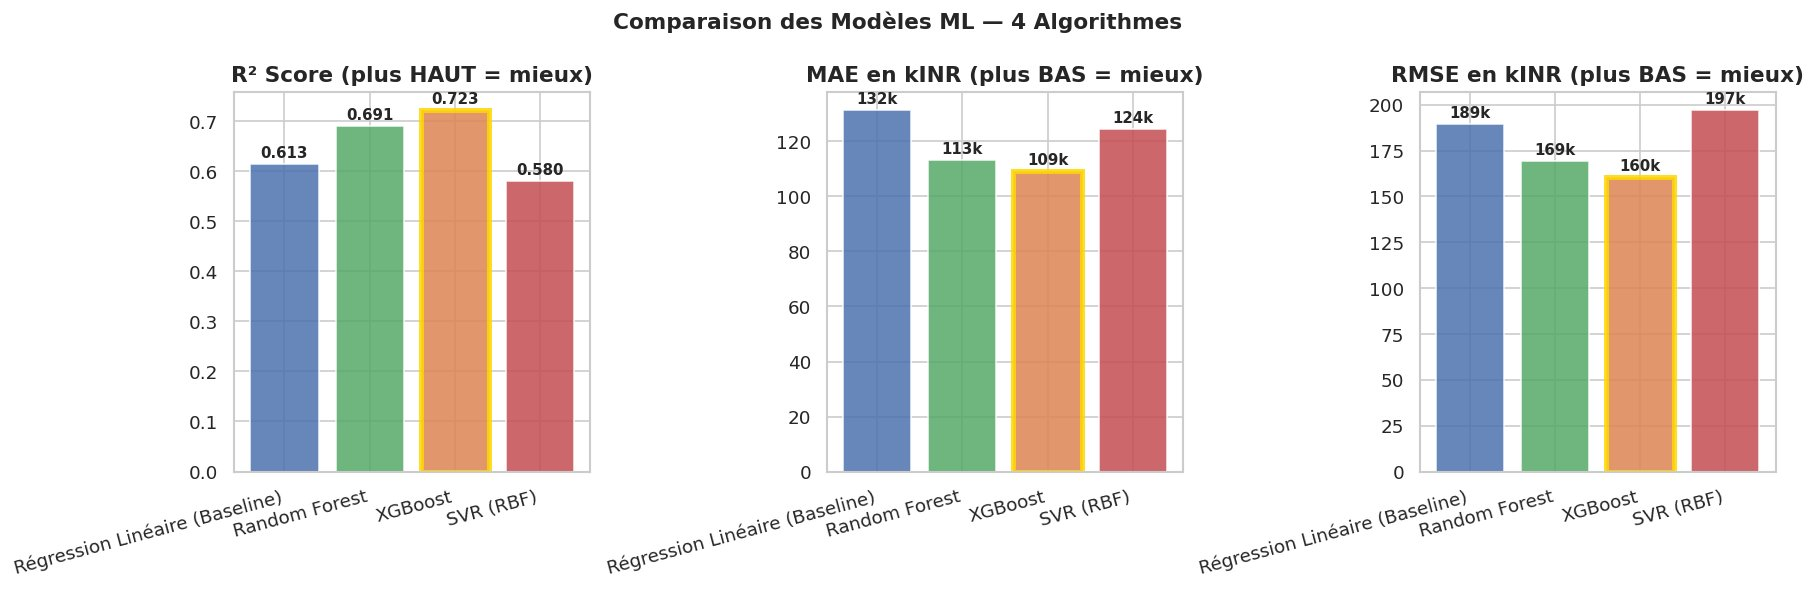 Comparaison des Modèles ML — 4 Algorithmes
R² Score (plus HAUT = mieux)
0.7
0.6
0.5
0.4
0.3
0.2
0.1
0.0
0.613
0.691
0.723
0.580
Régression Linéaire (Baseline)
Random Forest
XGBoost
SVR (RBF)
MAE en kINR (plus BAS = mieux)
120
100
80
60
40
20
0
132k
113k
109k
124k
Régression Linéaire (Baseline)
Random Forest
XGBoost
SVR (RBF)
RMSE en kINR (plus BAS = mieux)
200
175
150
125
100
75
50
25
0
189k
169k
160k
197k
Régression Linéaire (Baseline)
Random Forest
XGBoost
SVR (RBF)